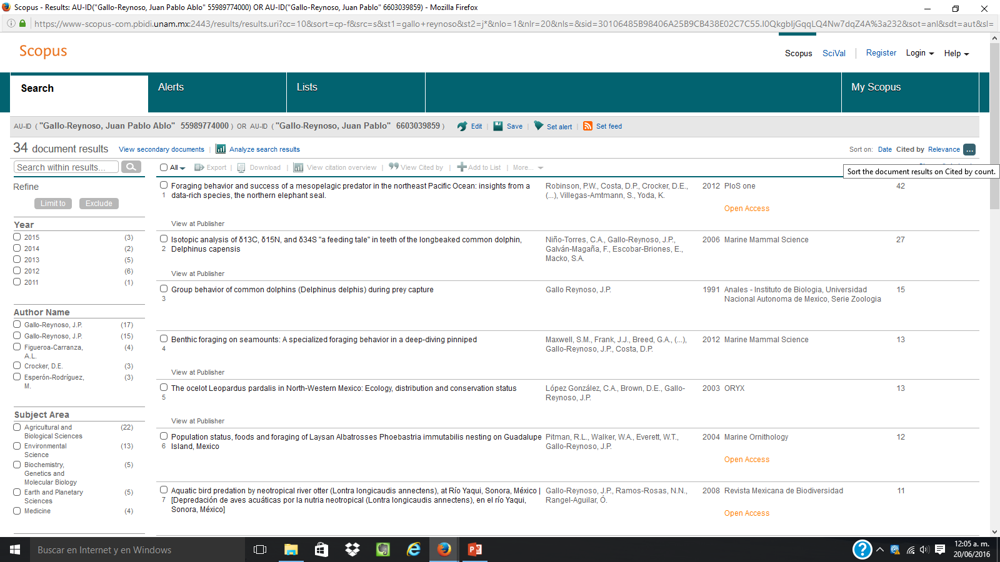 Scopus - Results: AU-ID("Gallo-Reynoso, Juan Pablo Ablo" 55989774000) OR AU-ID("Gallo-Reynoso, Juan Pablo" 6603039859) - Mozilla Firefox
https://www-scopus-com.pbidi.unam.mx:2443/results/results.uri?cc=10&sort=cp-f&src=s&st1=gallo+reynoso&st2=j*&nlo=1&nlr=20&nls=&sid=30106485B98406A25B9CB438E02C7C55.I0QkgbIjGqqLQ4Nw7dqZ4A%3a232&sot=anl&sdt=aut&sl=
Scopus
Scopus SciVal Register Login Help
Search Alerts Lists My Scopus
AU-ID ( "Gallo-Reynoso, Juan Pablo Ablo" 55989774000 ) OR AU-ID ( "Gallo-Reynoso, Juan Pablo" 6603039859 ) Edit Save Set alert Set feed
34 document results View secondary documents Analyze search results Sort on: Date Cited by Relevance ...
Search within results... All Export Download View citation overview View Cited by Add to List More...
Sort the document results on Cited by count.
Refine
Limit to Exclude
Year
2015 (3)
2014 (2)
2013 (5)
2012 (6)
2011 (1)
Author Name
Gallo-Reynoso, J.P. (17)
Gallo-Reynoso, J.P. (15)
Figueroa-Carranza, (4)
A.L.
Crocker, D.E. (3)
Esperón-Rodríguez, (3)
M.
Subject Area
Agricultural and (22)
Biological Sciences
Environmental (13)
Science
Biochemistry, (5)
Genetics and
Molecular Biology
Earth and Planetary (5)
Sciences
Medicine (4)
Foraging behavior and success of a mesopelagic predator in the northeast Pacific Ocean: insights from a Robinson, P.W., Costa, D.P., Crocker, D.E., 2012 PloS one 42
1 data-rich species, the northern elephant seal. (...), Villegas-Amtmann, S., Yoda, K.
Open Access
View at Publisher
Isotopic analysis of δ13C, δ15N, and δ34S "a feeding tale" in teeth of the longbeaked common dolphin, Niño-Torres, C.A., Gallo-Reynoso, J.P., 2006 Marine Mammal Science 27
2 Delphinus capensis Galván-Magaña, F., Escobar-Briones, E.,
Macko, S.A.
View at Publisher
Group behavior of common dolphins (Delphinus delphis) during prey capture Gallo Reynoso, J.P. 1991 Anales - Instituto de Biologia, Universidad 15
3 Nacional Autonoma de Mexico, Serie Zoologia
Benthic foraging on seamounts: A specialized foraging behavior in a deep-diving pinniped Maxwell, S.M., Frank, J.J., Breed, G.A., (...), 2012 Marine Mammal Science 13
4 Gallo-Reynoso, J.P., Costa, D.P.
View at Publisher
The ocelot Leopardus pardalis in North-Western Mexico: Ecology, distribution and conservation status López González, C.A., Brown, D.E., Gallo- 2003 ORYX 13
5 Reynoso, J.P.
View at Publisher
Population status, foods and foraging of Laysan Albatrosses Phoebastria immutabilis nesting on Guadalupe Pitman, R.L., Walker, W.A., Everett, W.T., 2004 Marine Ornithology 12
6 Island, Mexico Gallo-Reynoso, J.P.
Open Access
Aquatic bird predation by neotropical river otter (Lontra longicaudis annectens), at Río Yaqui, Sonora, México | Gallo-Reynoso, J.P., Ramos-Rosas, N.N., 2008 Revista Mexicana de Biodiversidad 11
7 [Depredación de aves acuáticas por la nutria neotropical (Lontra longicaudis annectens), en el río Yaqui, Rangel-Aguilar, Ó.
Sonora, México]
Open Access
Buscar en Internet y en Windows
12:05 a. m.
20/06/2016